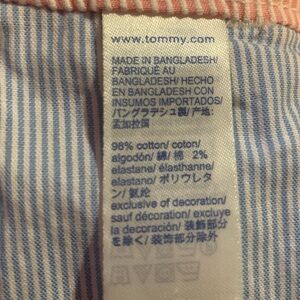 www.tommy.com
MADE IN BANGLADESH/
FABRIQUÉ AU
BANGLADESH/ HECHO
EN BANGLADESH CON
INSUMOS IMPORTADOS/
バングラデシュ製/ 产地:
孟加拉国
98% cotton/ coton/
algodón/ 綿/ 棉 2%
elastane/ élasthanne/
elastano/ ポリウレタ
ン/ 氨纶
exclusive of decoration/
sauf décoration/ excluye
la decoración/ 装飾部分
を除く/ 装饰部分除外